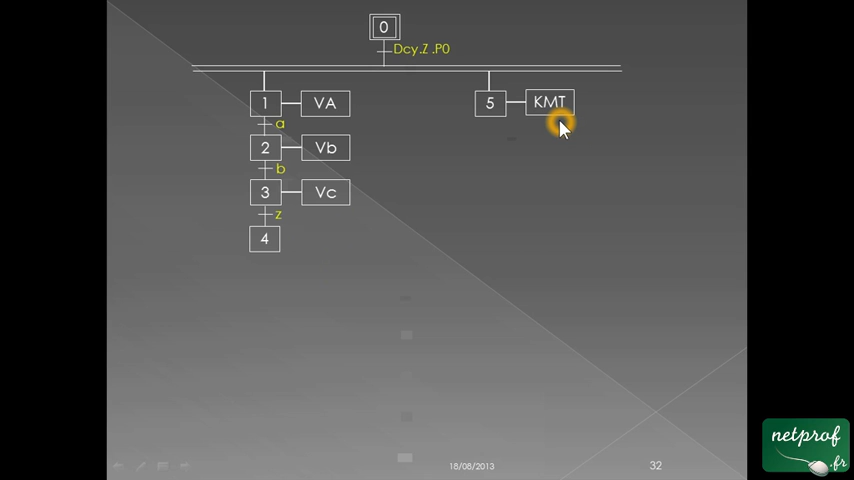 0
Dcy.Z .P0
1 VA
5 KMT
a
2 Vb
b
3 Vc
z
4
18/08/2013
32
netprof
.fr